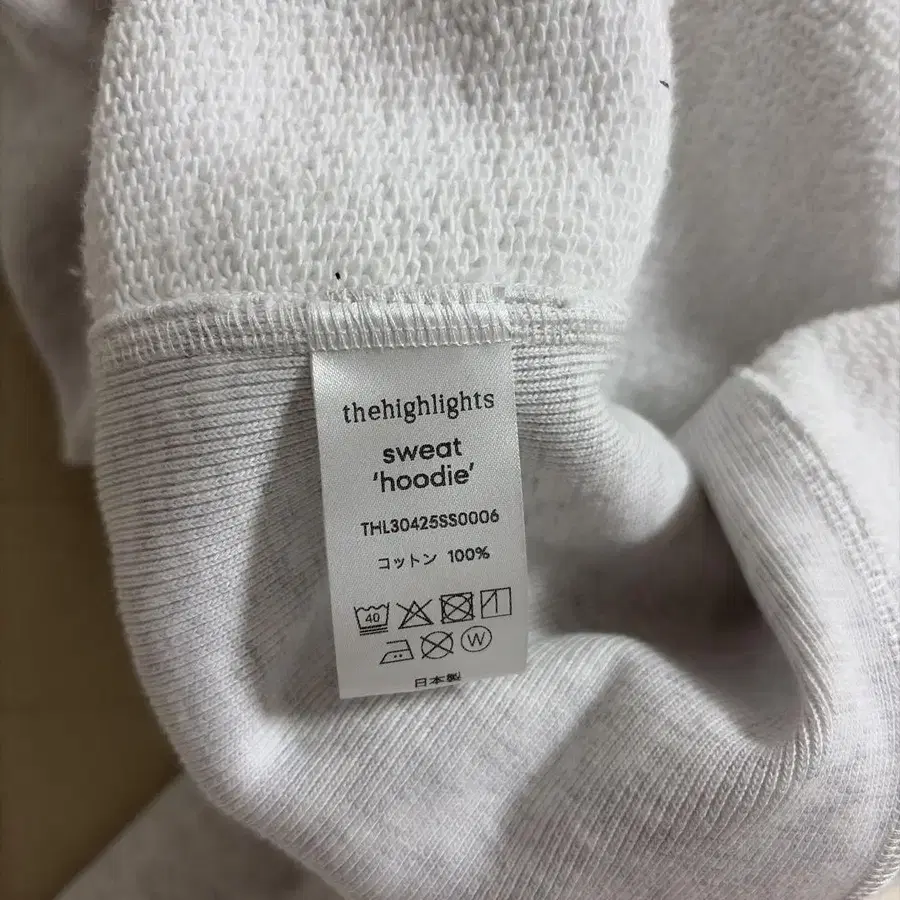 thehighlights
sweat
‘hoodie’
THL30425SS0006
コットン 100%
40
W
日本製